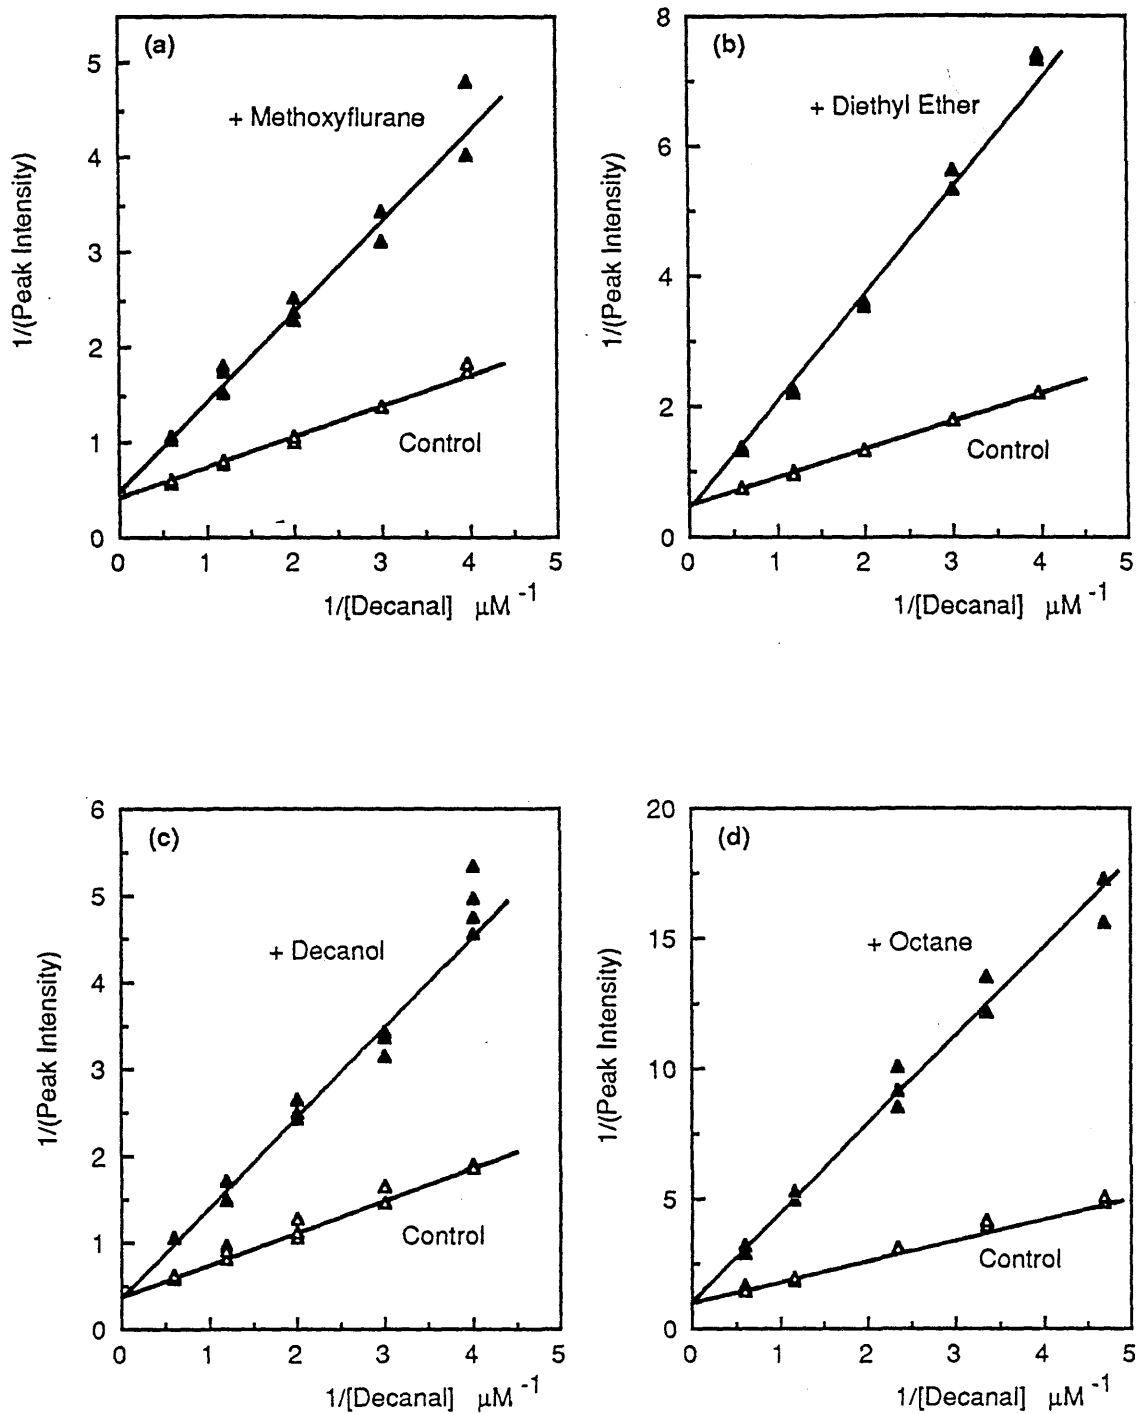 (a)
+ Methoxyflurane
Control
1/(Peak Intensity)
5
4
3
2
1
0
0 1 2 3 4 5
1/[Decanal] μM⁻¹
(b)
+ Diethyl Ether
Control
1/(Peak Intensity)
8
6
4
2
0
0 1 2 3 4 5
1/[Decanal] μM⁻¹
(c)
+ Decanol
Control
1/(Peak Intensity)
6
5
4
3
2
1
0
0 1 2 3 4 5
1/[Decanal] μM⁻¹
(d)
+ Octane
Control
1/(Peak Intensity)
20
15
10
5
0
0 1 2 3 4 5
1/[Decanal] μM⁻¹